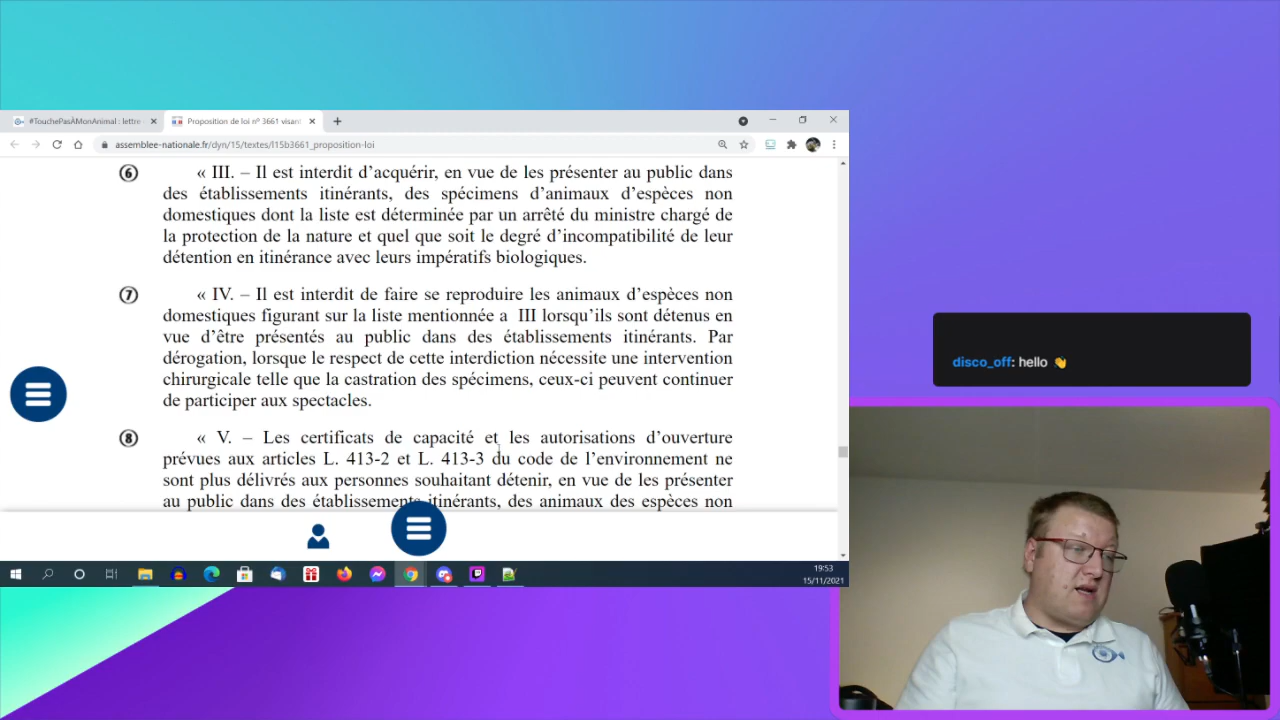 #TouchePasÀMonAnimal : lettre
Proposition de loi nº 3661 visan
assemblee-nationale.fr/dyn/15/textes/l15b3661_proposition-loi
6 « III. – Il est interdit d’acquérir, en vue de les présenter au public dans
des établissements itinérants, des spécimens d’animaux d’espèces non
domestiques dont la liste est déterminée par un arrêté du ministre chargé de
la protection de la nature et quel que soit le degré d’incompatibilité de leur
détention en itinérance avec leurs impératifs biologiques.
7 « IV. – Il est interdit de faire se reproduire les animaux d’espèces non
domestiques figurant sur la liste mentionnée a III lorsqu’ils sont détenus en
vue d’être présentés au public dans des établissements itinérants. Par
dérogation, lorsque le respect de cette interdiction nécessite une intervention
chirurgicale telle que la castration des spécimens, ceux-ci peuvent continuer
de participer aux spectacles.
8 « V. – Les certificats de capacité et les autorisations d’ouverture
prévues aux articles L. 413-2 et L. 413-3 du code de l’environnement ne
sont plus délivrés aux personnes souhaitant détenir, en vue de les présenter
au public dans des établissements itinérants, des animaux des espèces non
19:53
15/11/2021
disco_off: hello 👋